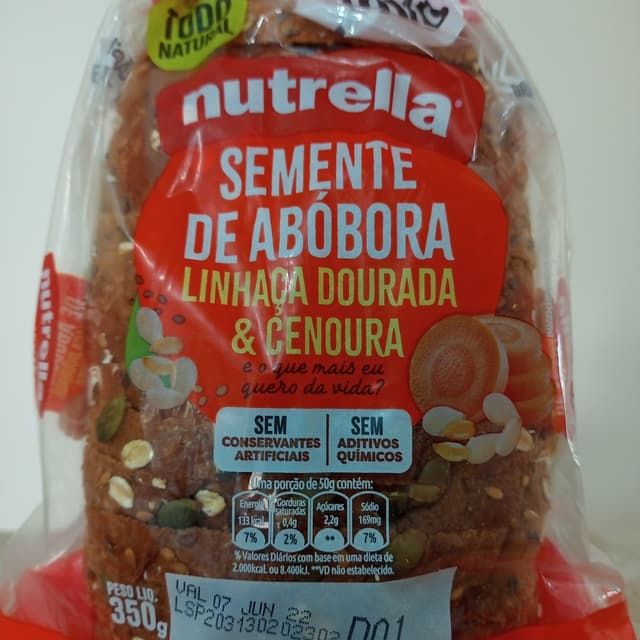 TODO
NATURAL
nutrella
SEMENTE
DE ABÓBORA
LINHAÇA DOURADA
& CENOURA
e o que mais eu
quero da vida?
SEM
CONSERVANTES
ARTIFICIAIS
SEM
ADITIVOS
QUÍMICOS
Uma porção de 50g contém:
Energia
133 kcal
7%
Gorduras
saturadas
0,4g
2%
Açúcares
2,2g
**
Sódio
169mg
7%
% Valores Diários com base em uma dieta de
2.000kcal ou 8.400kJ. **VD não estabelecido.
PESO LÍQ.
350g
VAL 07 JUN 22
D01
nutrella